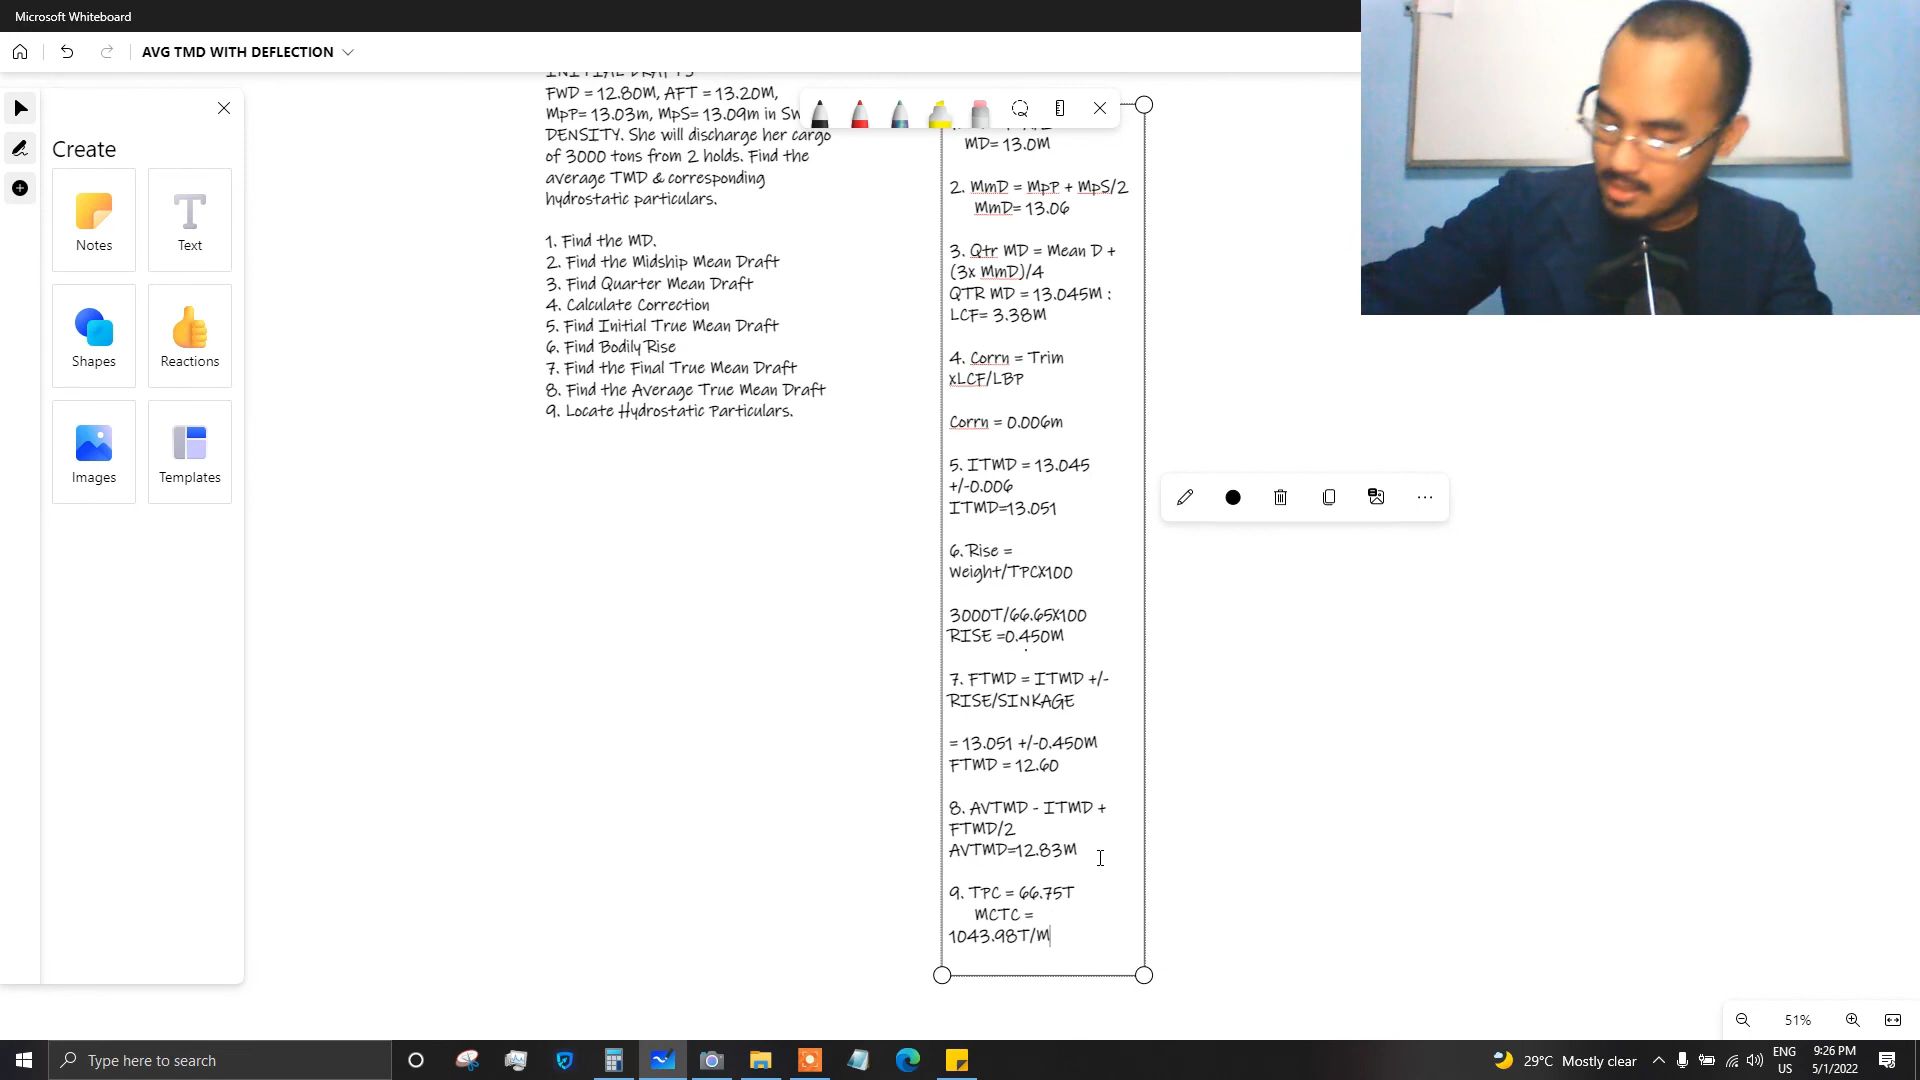 Microsoft Whiteboard
AVG TMD WITH DEFLECTION
Create
Notes
Text
Shapes
Reactions
Images
Templates
INITIAL DRAFTS
FWD = 12.80M, AFT = 13.20M,
MpP= 13.03m, MpS= 13.09m in SW
DENSITY. She will discharge her cargo
of 3000 tons from 2 holds. Find the
average TMD & corresponding
hydrostatic particulars.
1. Find the MD.
2. Find the Midship Mean Draft
3. Find Quarter Mean Draft
4. Calculate Correction
5. Find Initial True Mean Draft
6. Find Bodily Rise
7. Find the Final True Mean Draft
8. Find the Average True Mean Draft
9. Locate Hydrostatic Particulars.
MD= 13.0M
2. MmD = MpP + MpS/2
MmD= 13.06
3. Qtr MD = Mean D +
(3x MmD)/4
QTR MD = 13.045M :
LCF= 3.38M
4. Corrn = Trim
xLCF/LBP
Corrn = 0.006m
5. ITMD = 13.045
+/-0.006
ITMD=13.051
6. Rise =
Weight/TPCX100
3000T/66.65X100
RISE =0.450M
7. FTMD = ITMD +/-
RISE/SINKAGE
= 13.051 +/-0.450M
FTMD = 12.60
8. AVTMD - ITMD +
FTMD/2
AVTMD=12.83M
9. TPC = 66.75T
MCTC =
1043.98T/M
51%
Type here to search
29°C Mostly clear
ENG
US
9:26 PM
5/1/2022